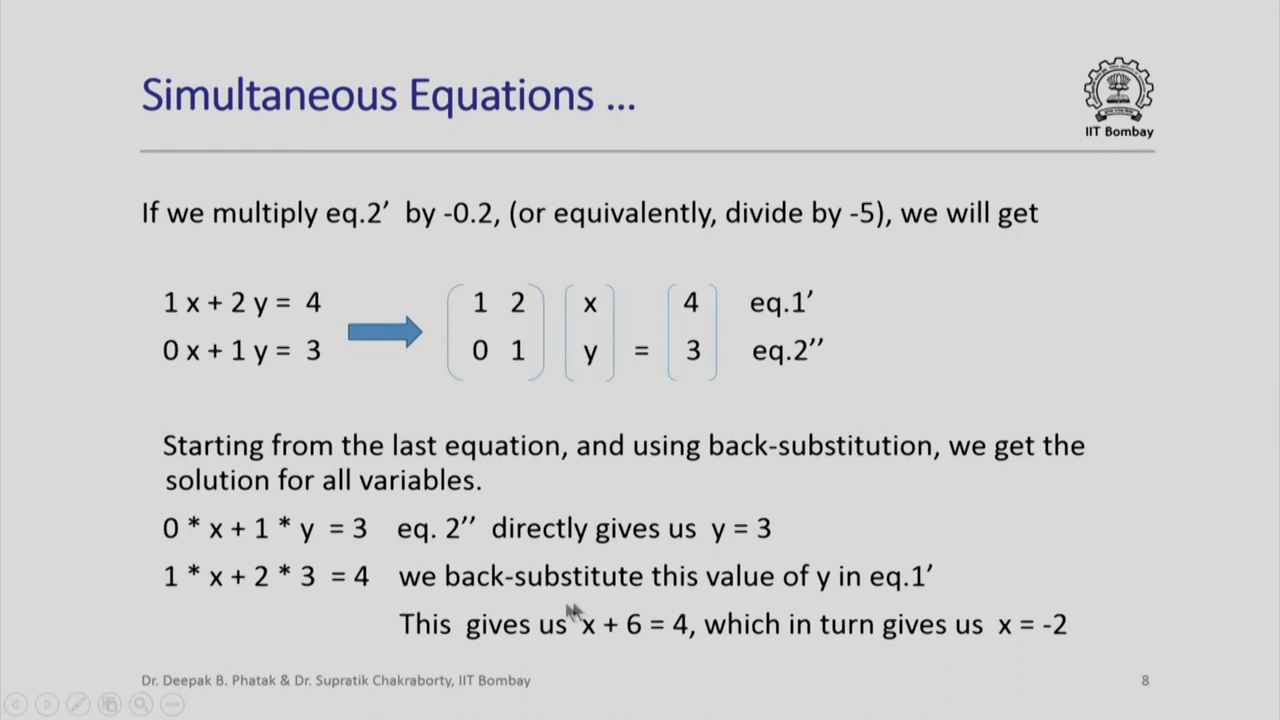 Simultaneous Equations ...
IIT Bombay
If we multiply eq.2′ by -0.2, (or equivalently, divide by -5), we will get
1 x + 2 y = 4
0 x + 1 y = 3
1 2 x 4 eq.1′
0 1 y = 3 eq.2′′
Starting from the last equation, and using back-substitution, we get the
solution for all variables.
0 * x + 1 * y = 3 eq. 2′′ directly gives us y = 3
1 * x + 2 * 3 = 4 we back-substitute this value of y in eq.1′
This gives us x + 6 = 4, which in turn gives us x = -2
Dr. Deepak B. Phatak & Dr. Supratik Chakraborty, IIT Bombay
8